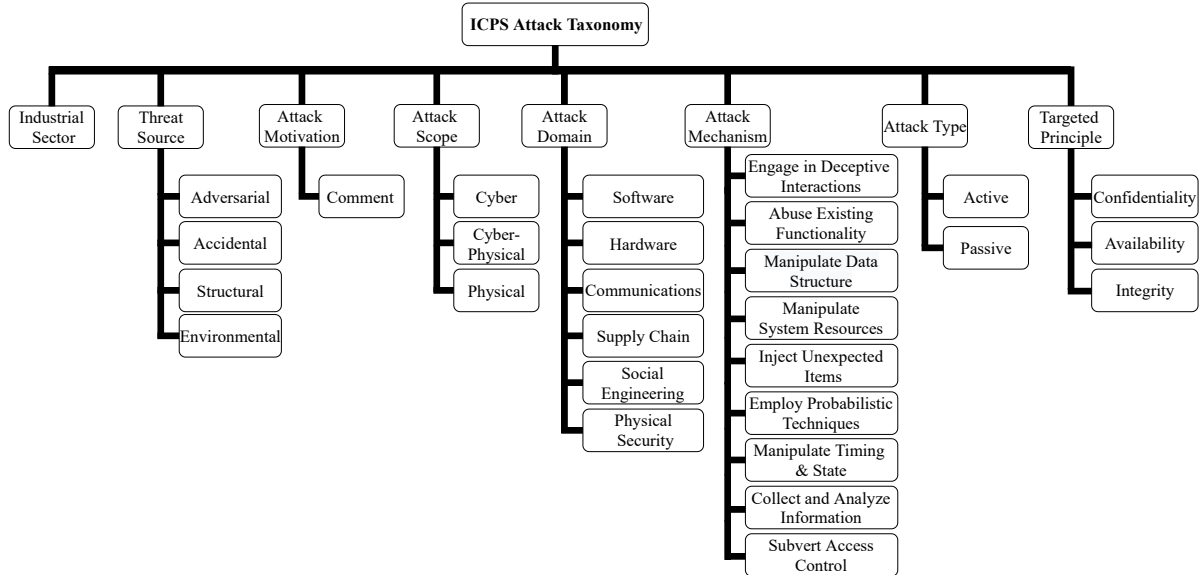 ICPS Attack Taxonomy
Industrial
Sector
Threat
Source
Attack
Motivation
Attack
Scope
Attack
Domain
Attack
Mechanism
Attack Type
Targeted
Principle
Adversarial
Accidental
Structural
Environmental
Comment
Cyber
Cyber-
Physical
Physical
Software
Hardware
Communications
Supply Chain
Social
Engineering
Physical
Security
Engage in Deceptive
Interactions
Abuse Existing
Functionality
Manipulate Data
Structure
Manipulate
System Resources
Inject Unexpected
Items
Employ Probabilistic
Techniques
Manipulate Timing
& State
Collect and Analyze
Information
Subvert Access
Control
Active
Passive
Confidentiality
Availability
Integrity